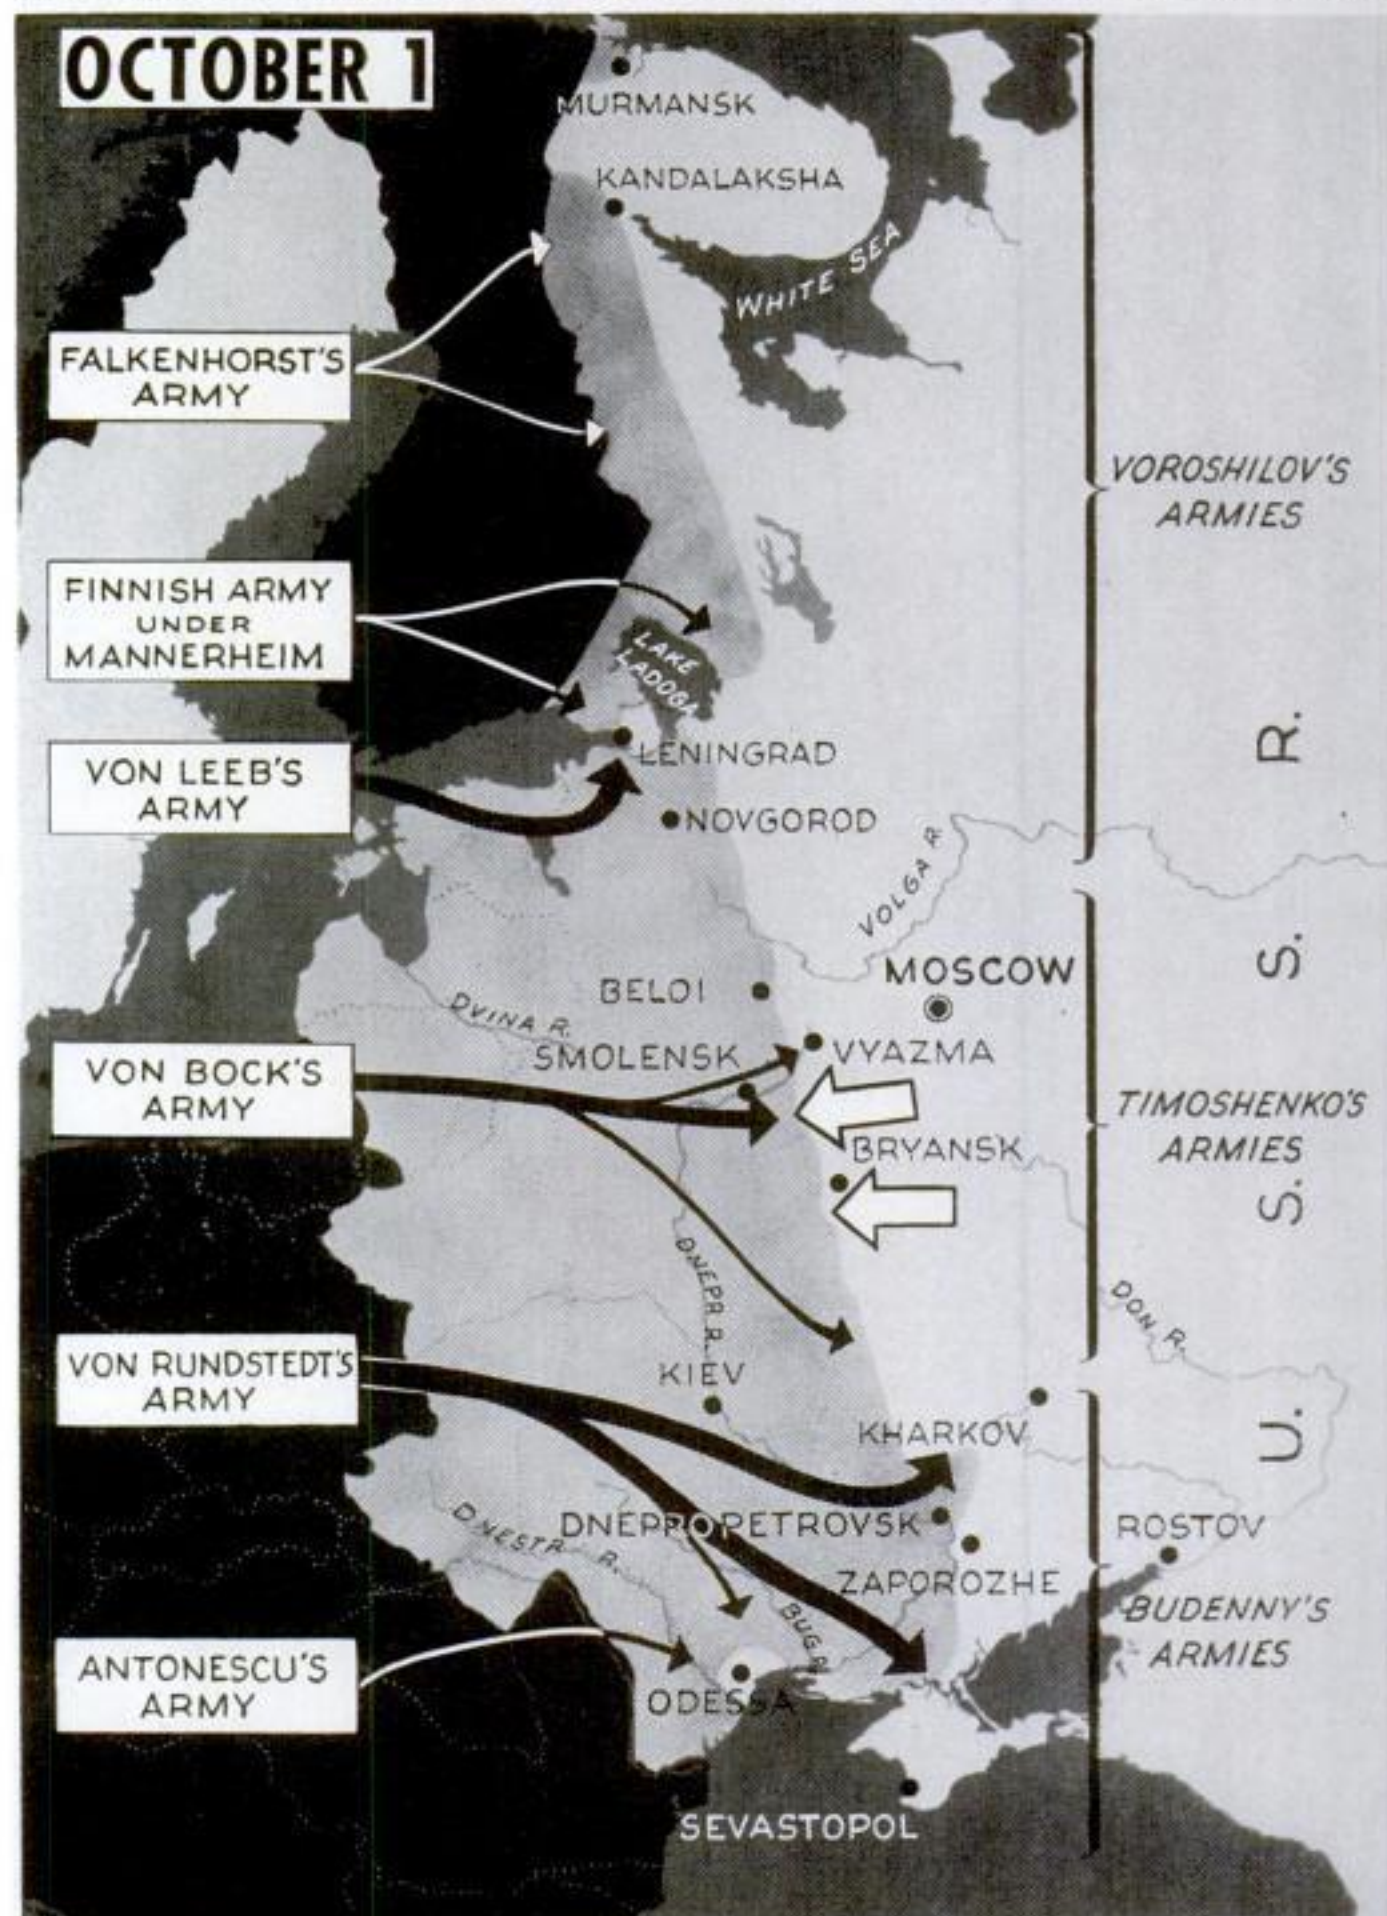 OCTOBER 1
MURMANSK
KANDALAKSHA
WHITE SEA
FALKENHORST'S
ARMY
VOROSHILOV'S
ARMIES
FINNISH ARMY
UNDER
MANNERHEIM
LAKE
LADOGA
LENINGRAD
VON LEEB'S
ARMY
NOVGOROD
VOLGA R.
R.
S.
S.
U.
MOSCOW
BELOI
DVINA R.
SMOLENSK
VYAZMA
VON BOCK'S
ARMY
TIMOSHENKO'S
ARMIES
BRYANSK
DNEPR R.
DON R.
VON RUNDSTEDT'S
ARMY
KIEV
KHARKOV
DNESTR R.
DNEPROPETROVSK
ROSTOV
ZAPOROZHE
BUG R.
BUDENNY'S
ARMIES
ANTONESCU'S
ARMY
ODESSA
SEVASTOPOL